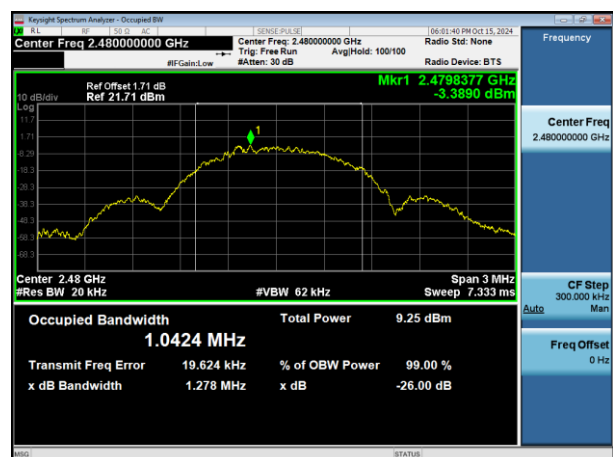 Keysight Spectrum Analyzer - Occupied BW
RL RF 50 Ω AC SENSE:PULSE 06:01:40 PM Oct 15, 2024
Center Freq 2.480000000 GHz Center Freq: 2.480000000 GHz Radio Std: None Frequency
Trig: Free Run Avg|Hold: 100/100
#IFGain:Low #Atten: 30 dB Radio Device: BTS
Ref Offset 1.71 dB Mkr1 2.4798377 GHz
10 dB/div Ref 21.71 dBm -3.3890 dBm
Log
11.7
1.71
-8.29
-18.3
-28.3
-38.3
-48.3
-58.3
-68.3
1
Center 2.48 GHz Span 3 MHz
#Res BW 20 kHz #VBW 62 kHz Sweep 7.333 ms
Occupied Bandwidth Total Power 9.25 dBm
1.0424 MHz
Transmit Freq Error 19.624 kHz % of OBW Power 99.00 %
x dB Bandwidth 1.278 MHz x dB -26.00 dB
Center Freq
2.480000000 GHz
CF Step
300.000 kHz
Auto Man
Freq Offset
0 Hz
MSG STATUS